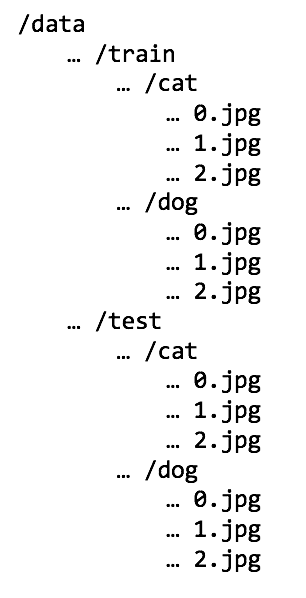 /data
… /train
… /cat
… 0.jpg
… 1.jpg
… 2.jpg
… /dog
… 0.jpg
… 1.jpg
… 2.jpg
… /test
… /cat
… 0.jpg
… 1.jpg
… 2.jpg
… /dog
… 0.jpg
… 1.jpg
… 2.jpg